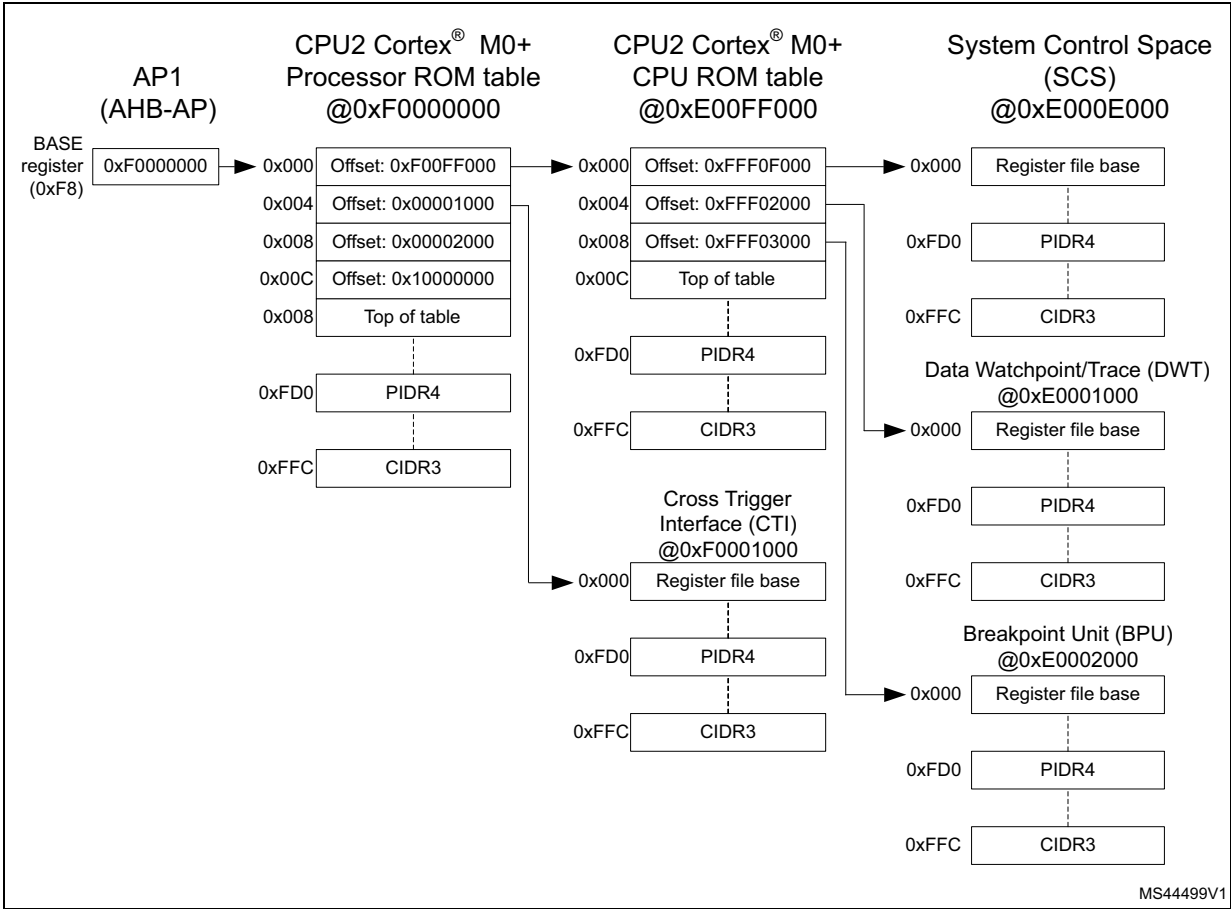 AP1
(AHB-AP)
BASE
register
(0xF8)
0xF0000000
CPU2 Cortex® M0+
Processor ROM table
@0xF0000000
0x000 Offset: 0xF00FF000
0x004 Offset: 0x00001000
0x008 Offset: 0x00002000
0x00C Offset: 0x10000000
0x008 Top of table
0xFD0 PIDR4
0xFFC CIDR3
CPU2 Cortex® M0+
CPU ROM table
@0xE00FF000
0x000 Offset: 0xFFF0F000
0x004 Offset: 0xFFF02000
0x008 Offset: 0xFFF03000
0x00C Top of table
0xFD0 PIDR4
0xFFC CIDR3
Cross Trigger
Interface (CTI)
@0xF0001000
0x000 Register file base
0xFD0 PIDR4
0xFFC CIDR3
System Control Space
(SCS)
@0xE000E000
0x000 Register file base
0xFD0 PIDR4
0xFFC CIDR3
Data Watchpoint/Trace (DWT)
@0xE0001000
0x000 Register file base
0xFD0 PIDR4
0xFFC CIDR3
Breakpoint Unit (BPU)
@0xE0002000
0x000 Register file base
0xFD0 PIDR4
0xFFC CIDR3
MS44499V1